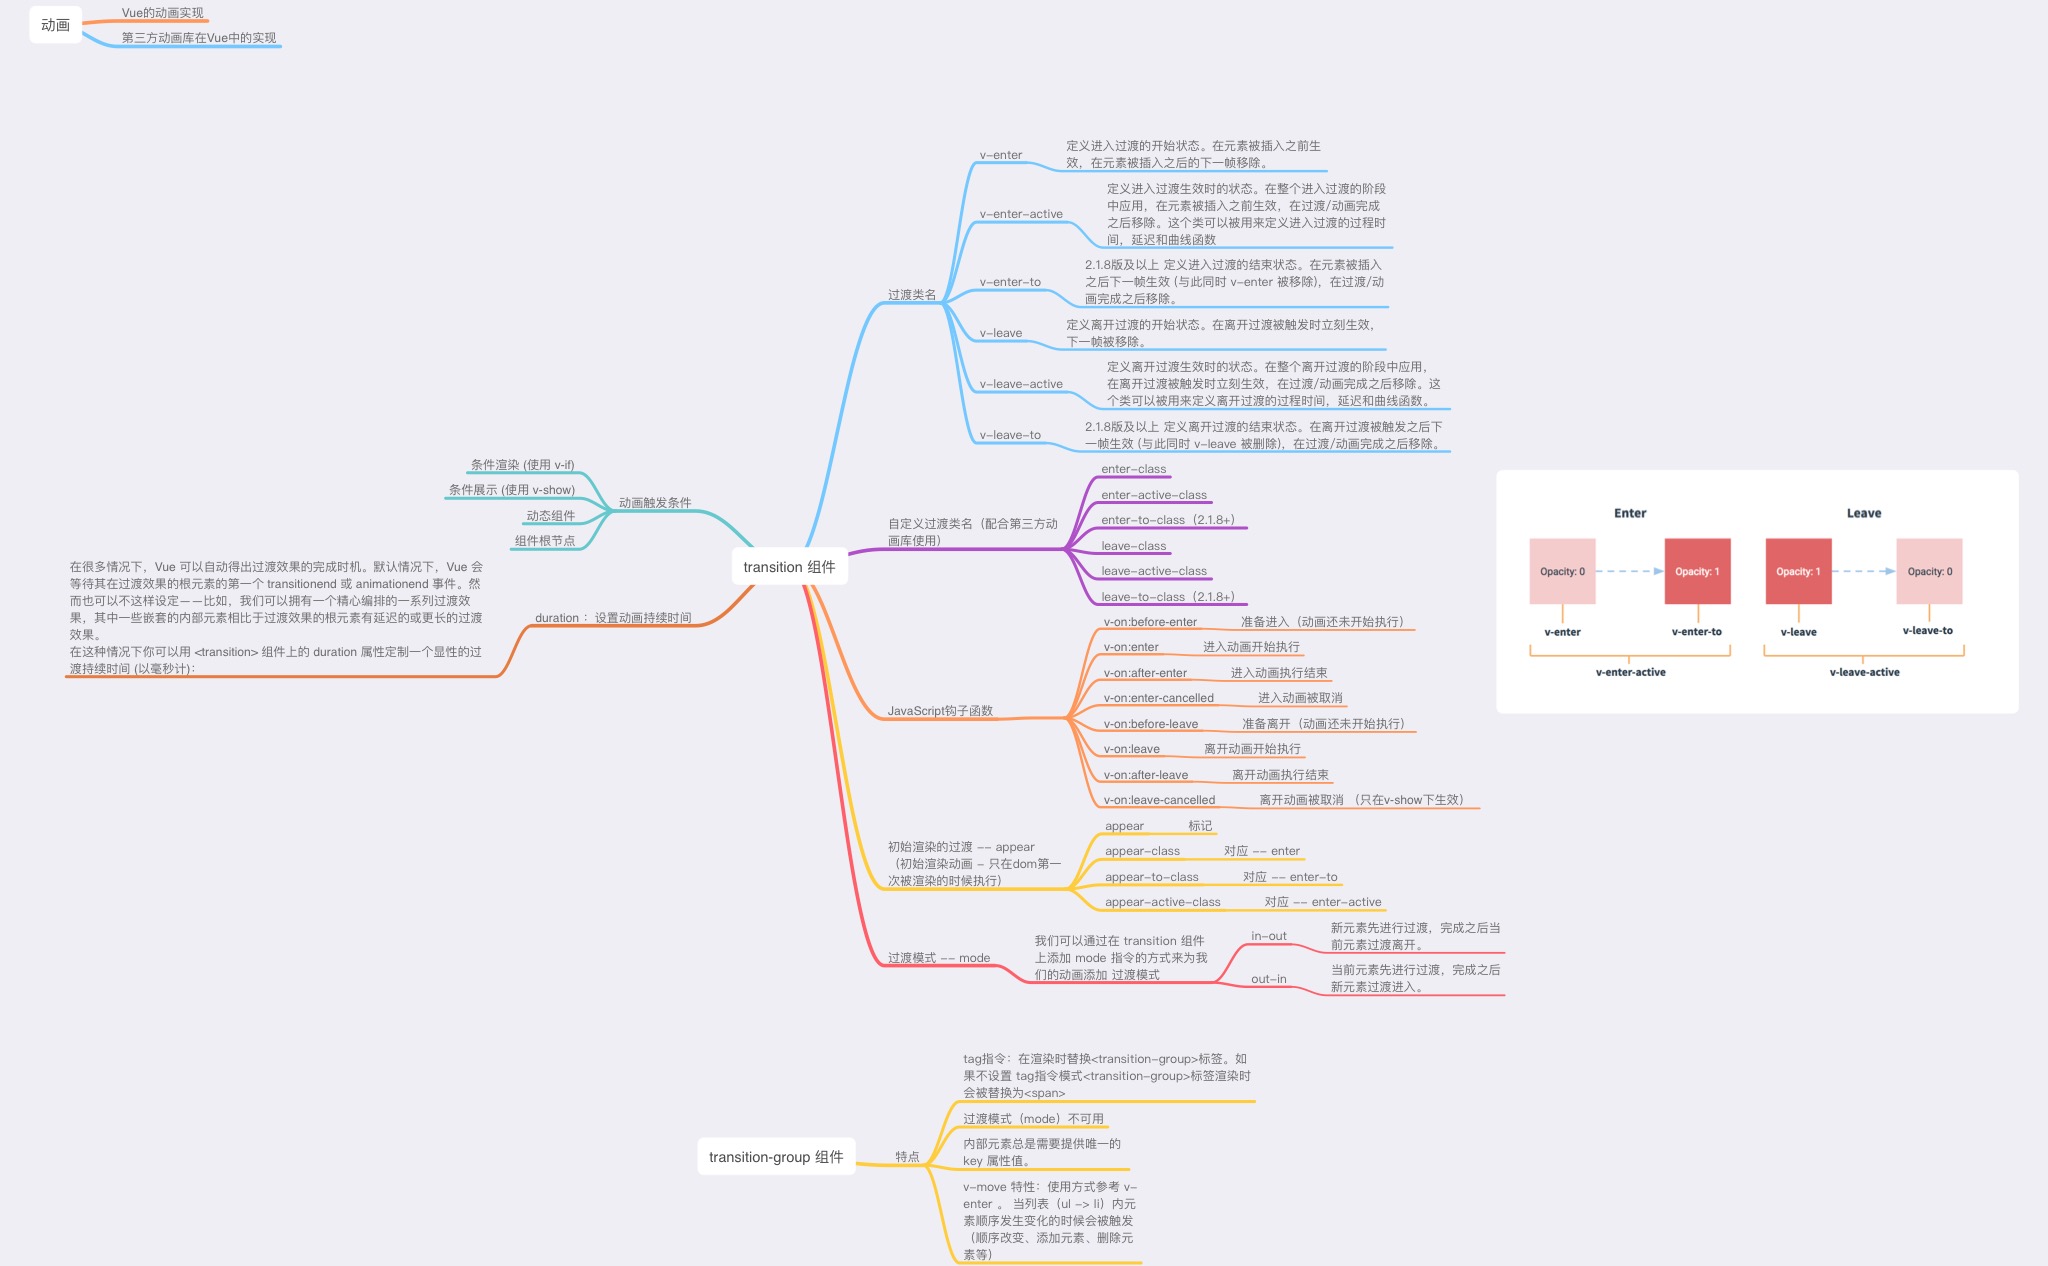 动画
Vue的动画实现
第三方动画库在Vue中的实现
transition 组件
动画触发条件
条件渲染 (使用 v-if)
条件展示 (使用 v-show)
动态组件
组件根节点
duration ：设置动画持续时间
在很多情况下，Vue 可以自动得出过渡效果的完成时机。默认情况下，Vue 会
等待其在过渡效果的根元素的第一个 transitionend 或 animationend 事件。然
而也可以不这样设定——比如，我们可以拥有一个精心编排的一系列过渡效
果，其中一些嵌套的内部元素相比于过渡效果的根元素有延迟的或更长的过渡
效果。
在这种情况下你可以用 <transition> 组件上的 duration 属性定制一个显性的过
渡持续时间 (以毫秒计)：
过渡类名
v-enter
定义进入过渡的开始状态。在元素被插入之前生
效，在元素被插入之后的下一帧移除。
v-enter-active
定义进入过渡生效时的状态。在整个进入过渡的阶段
中应用，在元素被插入之前生效，在过渡/动画完成
之后移除。这个类可以被用来定义进入过渡的过程时
间，延迟和曲线函数
v-enter-to
2.1.8版及以上 定义进入过渡的结束状态。在元素被插入
之后下一帧生效 (与此同时 v-enter 被移除)，在过渡/动
画完成之后移除。
v-leave
定义离开过渡的开始状态。在离开过渡被触发时立刻生效，
下一帧被移除。
v-leave-active
定义离开过渡生效时的状态。在整个离开过渡的阶段中应用，
在离开过渡被触发时立刻生效，在过渡/动画完成之后移除。这
个类可以被用来定义离开过渡的过程时间，延迟和曲线函数。
v-leave-to
2.1.8版及以上 定义离开过渡的结束状态。在离开过渡被触发之后下
一帧生效 (与此同时 v-leave 被删除)，在过渡/动画完成之后移除。
自定义过渡类名（配合第三方动
画库使用）
enter-class
enter-active-class
enter-to-class（2.1.8+）
leave-class
leave-active-class
leave-to-class（2.1.8+）
JavaScript钩子函数
v-on:before-enter 准备进入（动画还未开始执行）
v-on:enter 进入动画开始执行
v-on:after-enter 进入动画执行结束
v-on:enter-cancelled 进入动画被取消
v-on:before-leave 准备离开（动画还未开始执行）
v-on:leave 离开动画开始执行
v-on:after-leave 离开动画执行结束
v-on:leave-cancelled 离开动画被取消 （只在v-show下生效）
初始渲染的过渡 -- appear
（初始渲染动画 - 只在dom第一
次被渲染的时候执行）
appear 标记
appear-class 对应 -- enter
appear-to-class 对应 -- enter-to
appear-active-class 对应 -- enter-active
过渡模式 -- mode
我们可以通过在 transition 组件
上添加 mode 指令的方式来为我
们的动画添加 过渡模式
in-out
新元素先进行过渡，完成之后当
前元素过渡离开。
out-in
当前元素先进行过渡，完成之后
新元素过渡进入。
Enter
Leave
Opacity: 0
Opacity: 1
Opacity: 1
Opacity: 0
v-enter
v-enter-to
v-leave
v-leave-to
v-enter-active
v-leave-active
transition-group 组件
特点
tag指令：在渲染时替换<transition-group>标签。如
果不设置 tag指令模式<transition-group>标签渲染时
会被替换为<span>
过渡模式（mode）不可用
内部元素总是需要提供唯一的
key 属性值。
v-move 特性：使用方式参考 v-
enter 。 当列表（ul -> li）内元
素顺序发生变化的时候会被触发
（顺序改变、添加元素、删除元
素等）